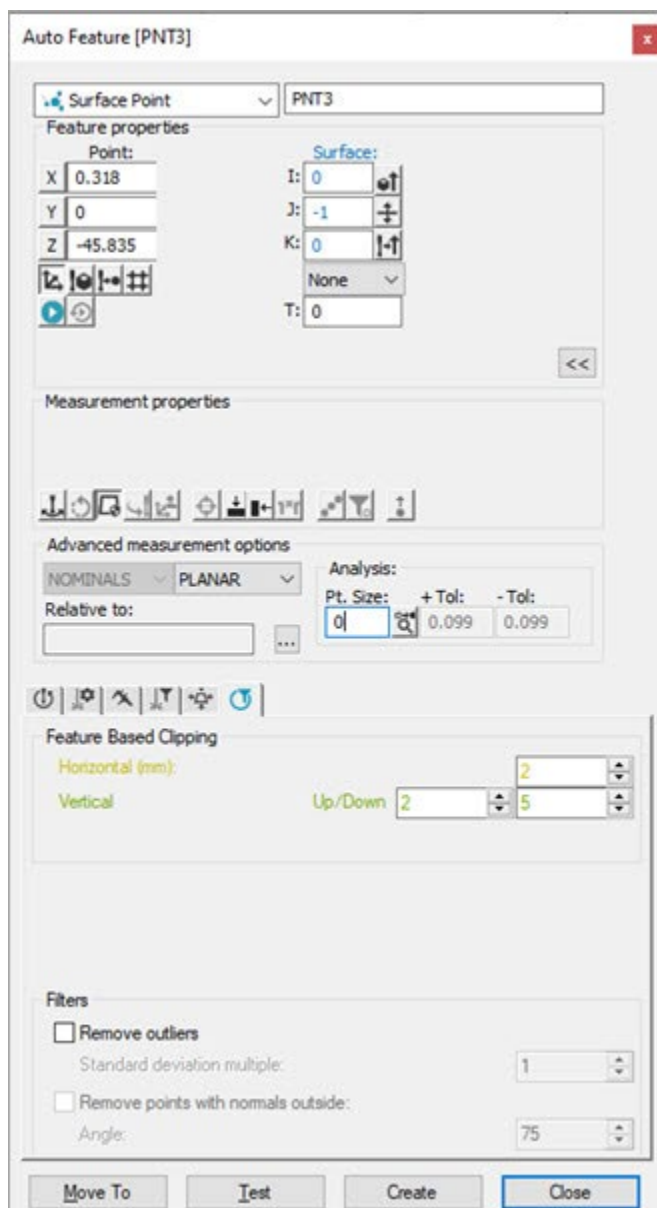 Auto Feature [PNT3]
x
Surface Point PNT3
Feature properties
Point: Surface:
X 0.318 I: 0
Y 0 J: -1
Z -45.835 K: 0
None
T: 0
<<
Measurement properties
Advanced measurement options
NOMINALS PLANAR Analysis:
Pt. Size: + Tol: - Tol:
Relative to: 0 0.099 0.099
...
Feature Based Clipping
Horizontal (mm): 2
Vertical Up/Down 2 5
Filters
Remove outliers
Standard deviation multiple: 1
Remove points with normals outside:
Angle: 75
Move To Test Create Close